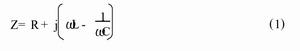 Z= R + j(ωL - 1/ωC) (1)